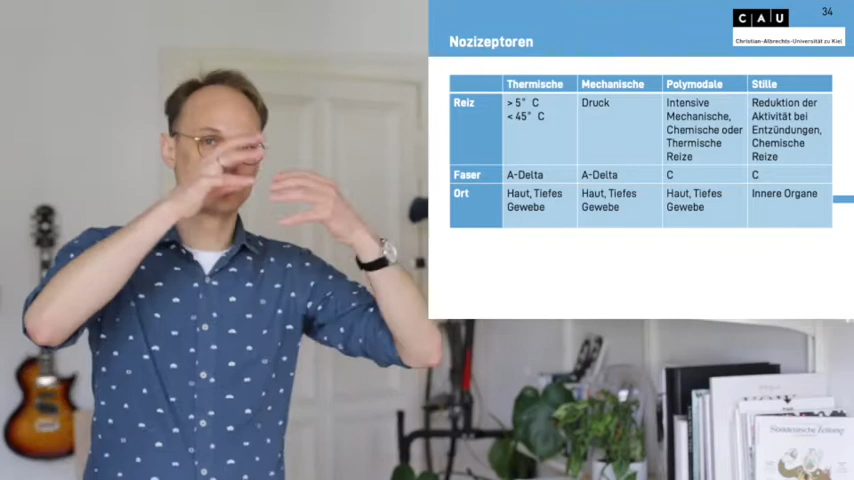 34
C A U
Christian-Albrechts-Universität zu Kiel
Nozizeptoren
Thermische Mechanische Polymodale Stille
Reiz > 5° C Druck Intensive Reduktion der
< 45° C Mechanische, Aktivität bei
Chemische oder Entzündungen,
Thermische Chemische
Reize Reize
Faser A-Delta A-Delta C C
Ort Haut, Tiefes Haut, Tiefes Haut, Tiefes Innere Organe
Gewebe Gewebe Gewebe
Süddeutsche Zeitung